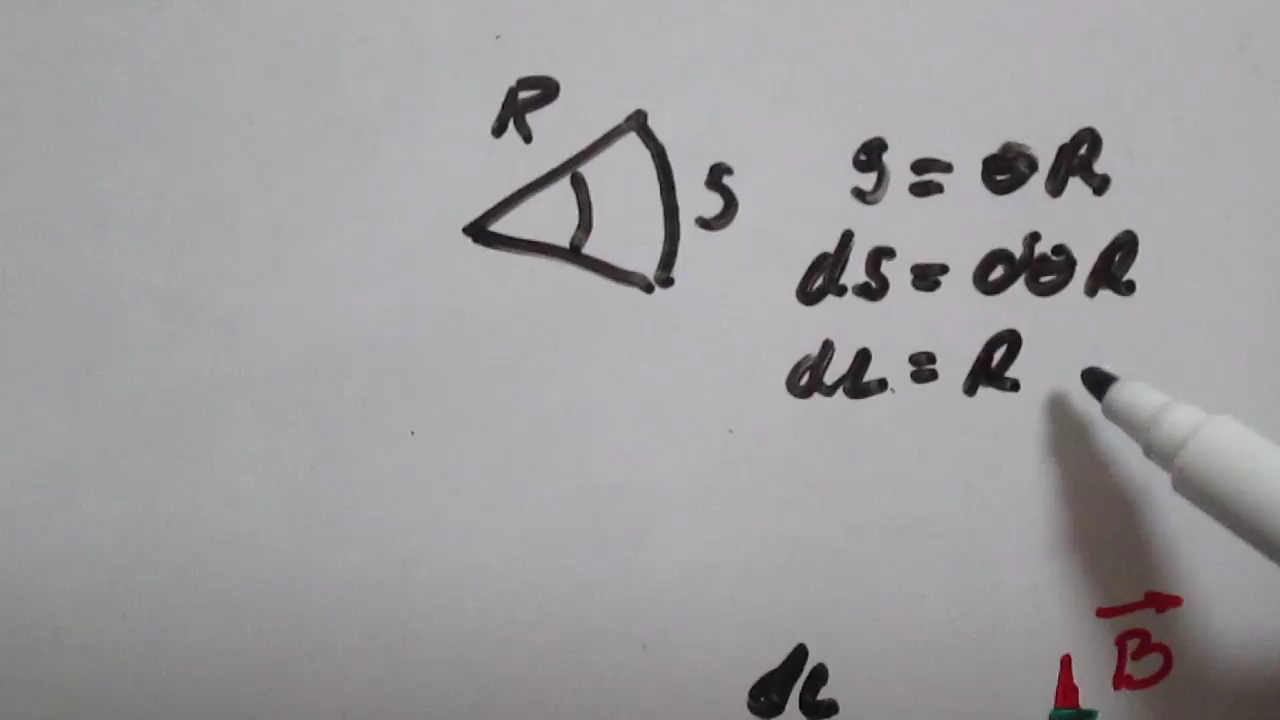 R
S
S = θR
dS = dθR
dL = R
B
dL